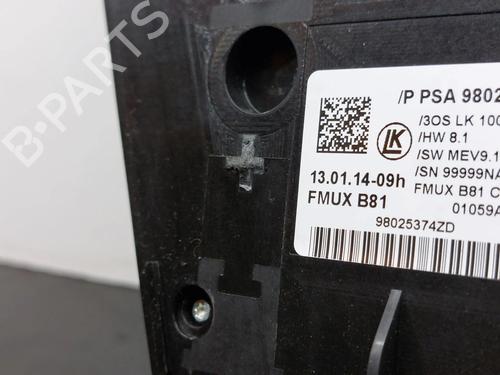 /P PSA 9802
/3OS LK 100
/HW 8.1
/SW MEV9.1
/SN 99999NA
FMUX B81 C
01059A
LK
13.01.14-09h
FMUX B81
98025374ZD
B-PARTS